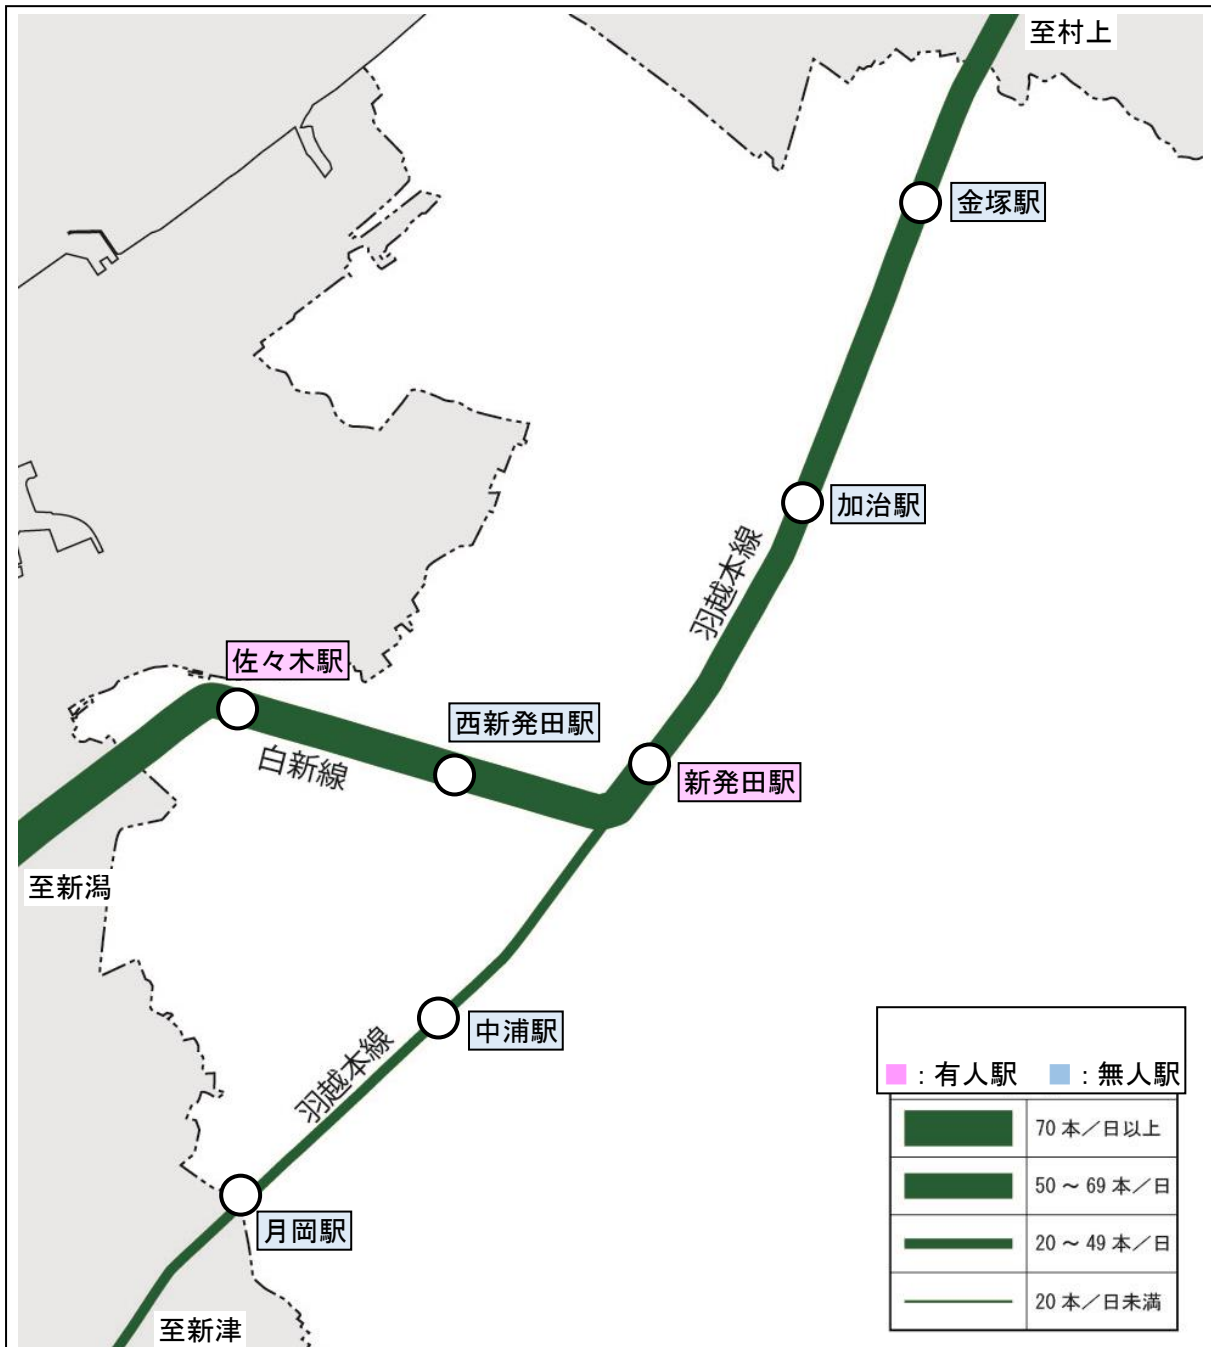 至村上
金塚駅
加治駅
羽越本線
佐々木駅
西新発田駅
白新線
新発田駅
至新潟
中浦駅
羽越本線
月岡駅
至新津
■：有人駅 ■：無人駅
70本／日以上
50～69本／日
20～49本／日
20本／日未満